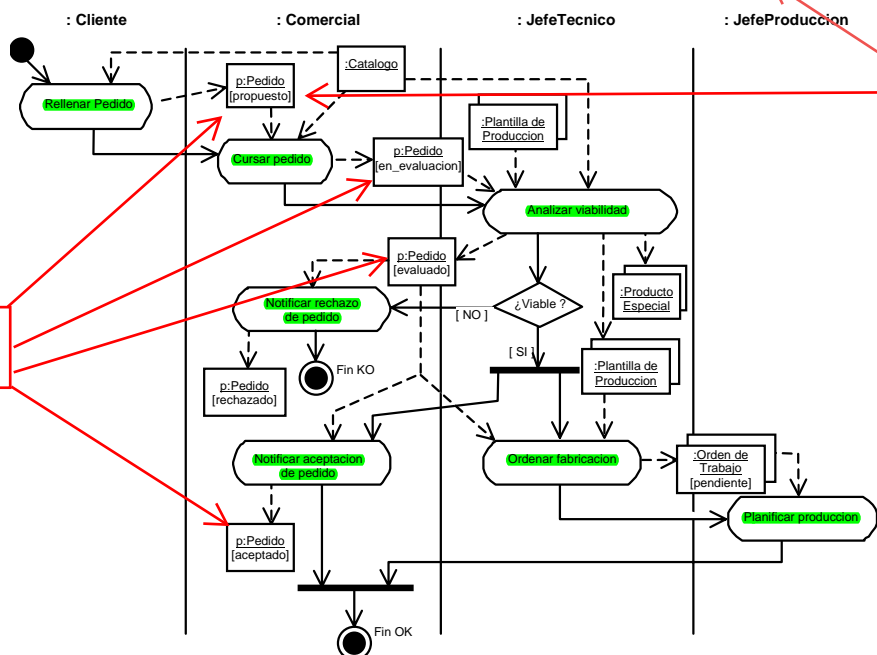 : Cliente
: Comercial
: JefeTecnico
: JefeProduccion
:Catalogo
p:Pedido
[propuesto]
Rellenar Pedido
:Plantilla de
Produccion
Cursar pedido
p:Pedido
[en_evaluacion]
Analizar viabilidad
p:Pedido
[evaluado]
:Producto
Especial
Notificar rechazo
de pedido
[ NO ]
¿Viable ?
[ SI ]
Fin KO
:Plantilla de
Produccion
p:Pedido
[rechazado]
Notificar aceptacion
de pedido
Ordenar fabricacion
:Orden de
Trabajo
[pendiente]
Planificar produccion
p:Pedido
[aceptado]
Fin OK